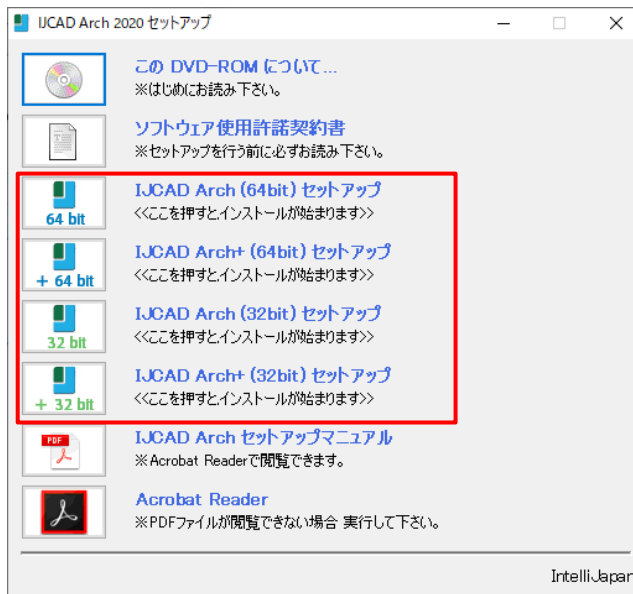 IJCAD Arch 2020 セットアップ
この DVD-ROM について...
※はじめにお読み下さい。
ソフトウェア使用許諾契約書
※セットアップを行う前に必ずお読み下さい。
64 bit
IJCAD Arch (64bit) セットアップ
<<ここを押すとインストールが始まります>>
+ 64 bit
IJCAD Arch+ (64bit) セットアップ
<<ここを押すとインストールが始まります>>
32 bit
IJCAD Arch (32bit) セットアップ
<<ここを押すとインストールが始まります>>
+ 32 bit
IJCAD Arch+ (32bit) セットアップ
<<ここを押すとインストールが始まります>>
PDF
IJCAD Arch セットアップマニュアル
※Acrobat Readerで閲覧できます。
Acrobat Reader
※PDFファイルが閲覧できない場合 実行して下さい。
IntelliJapan